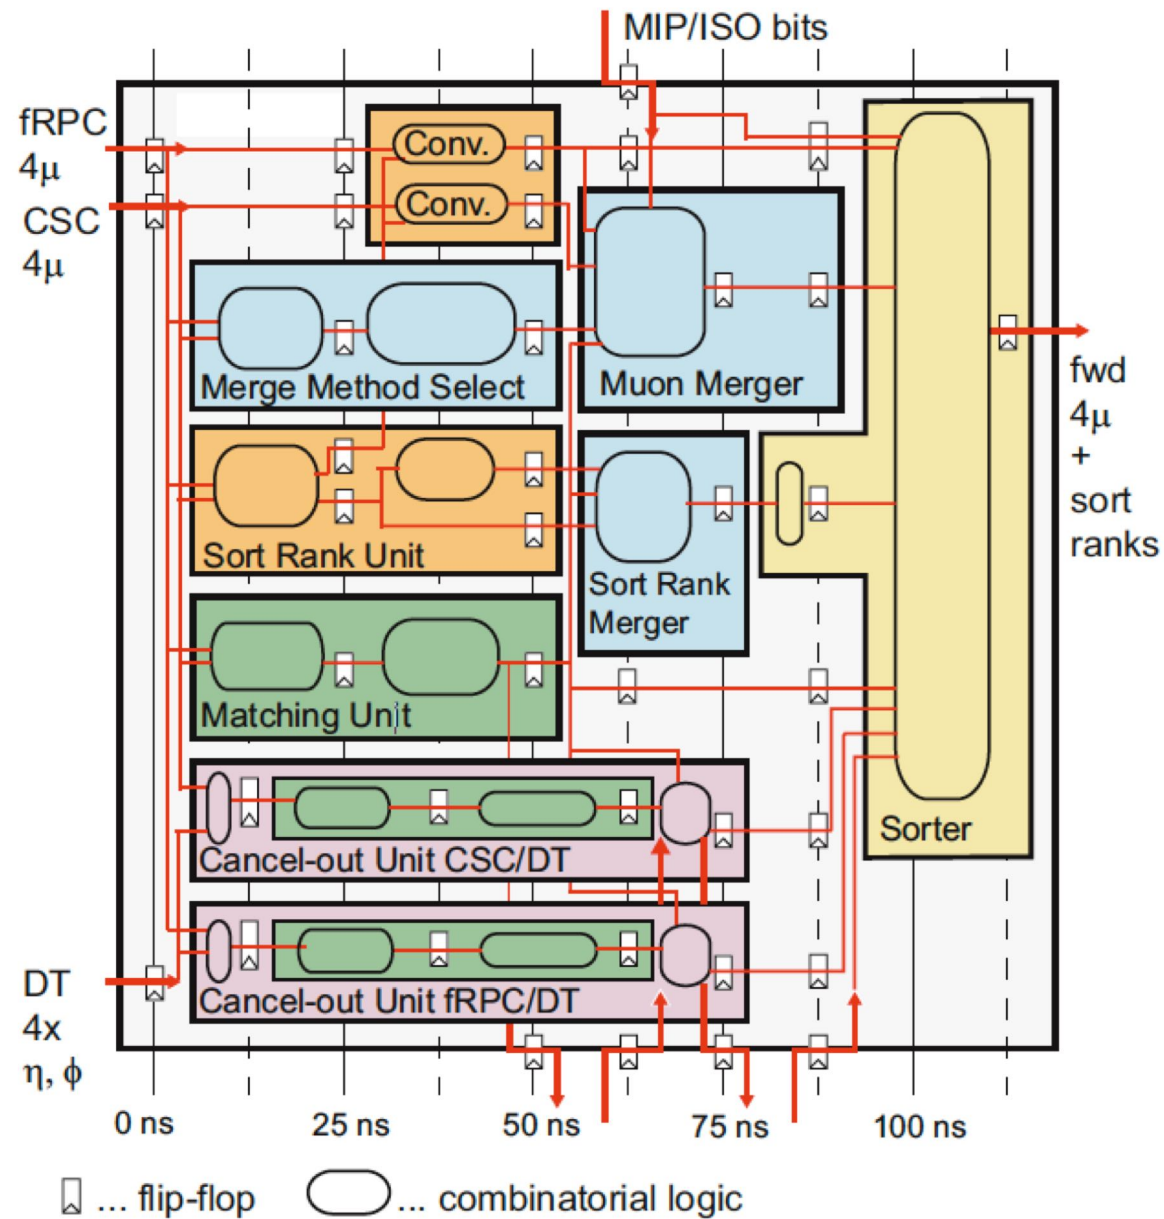 MIP/ISO bits
fRPC
4μ
CSC
4μ
Conv.
Conv.
Merge Method Select
Muon Merger
fwd
4μ
+
sort
ranks
Sort Rank Unit
Sort Rank
Merger
Matching Unit
Sorter
Cancel-out Unit CSC/DT
Cancel-out Unit fRPC/DT
DT
4x
η, ϕ
0 ns 25 ns 50 ns 75 ns 100 ns
... flip-flop ... combinatorial logic